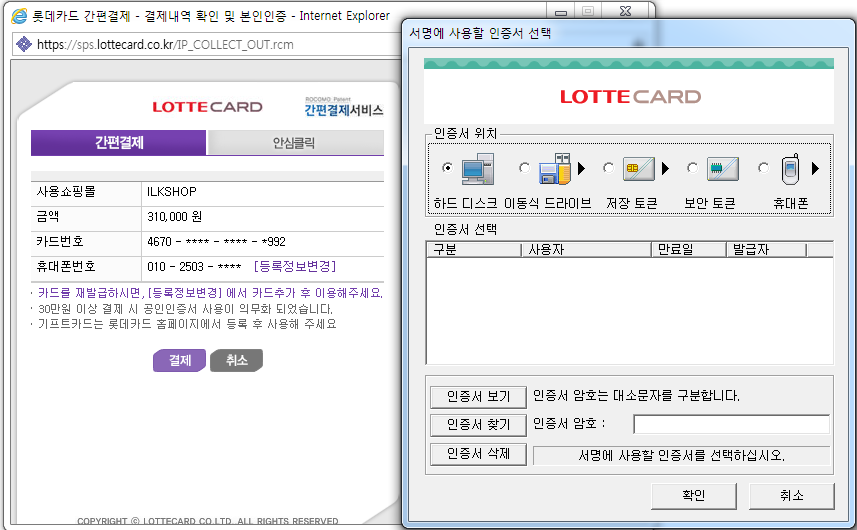 롯데카드 간편결제 - 결제내역 확인 및 본인인증 - Internet Explorer
https://sps.lottecard.co.kr/IP_COLLECT_OUT.rcm
LOTTE CARD
ROCOMO Patent
간편결제서비스
간편결제 안심클릭
사용쇼핑몰 ILKSHOP
금액 310,000 원
카드번호 4670 - **** - **** - *992
휴대폰번호 010 - 2503 - **** [등록정보변경]
· 카드를 재발급하시면, [등록정보변경] 에서 카드추가 후 이용해주세요.
· 30만원 이상 결제 시 공인인증서 사용이 의무화 되었습니다.
· 기프트카드는 롯데카드 홈페이지에서 등록 후 사용해 주세요
결제 취소
COPYRIGHT ⓒ LOTTECARD CO.LTD. ALL RIGHTS RESERVED
서명에 사용할 인증서 선택
LOTTE CARD
인증서 위치
하드 디스크 이동식 드라이브 저장 토큰 보안 토큰 휴대폰
인증서 선택
구분 사용자 만료일 발급자
인증서 보기 인증서 암호는 대소문자를 구분합니다.
인증서 찾기 인증서 암호 :
인증서 삭제 서명에 사용할 인증서를 선택하십시오.
확인 취소